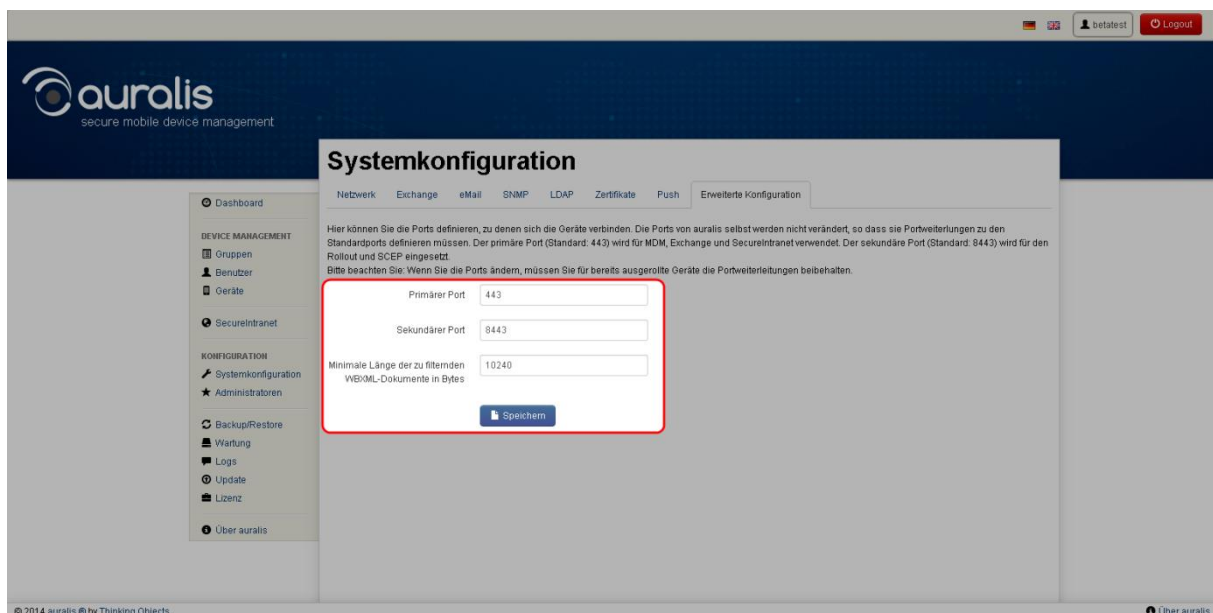 betatest
Logout
auralis
secure mobile device management
Systemkonfiguration
Netzwerk Exchange eMail SNMP LDAP Zertifikate Push Erweiterte Konfiguration
Dashboard
DEVICE MANAGEMENT
Gruppen
Benutzer
Geräte
SecureIntranet
KONFIGURATION
Systemkonfiguration
Administratoren
Backup/Restore
Wartung
Logs
Update
Lizenz
Über auralis
Hier können Sie die Ports definieren, zu denen sich die Geräte verbinden. Die Ports von auralis selbst werden nicht verändert, so dass sie Portweiterlungen zu den
Standardports definieren müssen. Der primäre Port (Standard: 443) wird für MDM, Exchange und SecureIntranet verwendet. Der sekundäre Port (Standard: 8443) wird für den
Rollout und SCEP eingesetzt.
Bitte beachten Sie: Wenn Sie die Ports ändern, müssen Sie für bereits ausgerollte Geräte die Portweiterleitungen beibehalten.
Primärer Port 443
Sekundärer Port 8443
Minimale Länge der zu filternden 10240
WBXML-Dokumente in Bytes
Speichern
© 2014 auralis ® by Thinking Objects
Über auralis